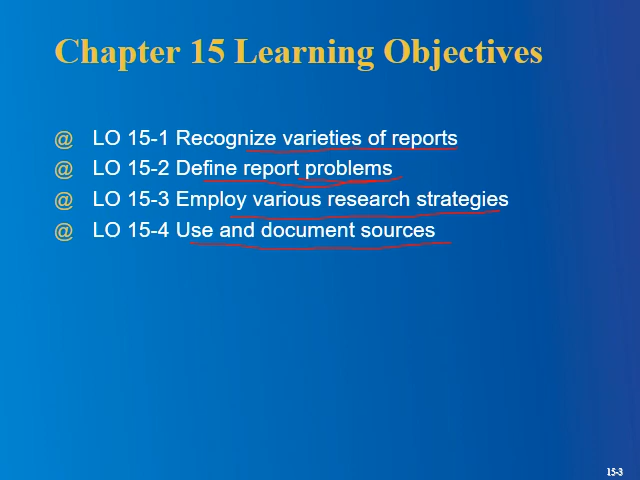 Chapter 15 Learning Objectives
@ LO 15-1 Recognize varieties of reports
@ LO 15-2 Define report problems
@ LO 15-3 Employ various research strategies
@ LO 15-4 Use and document sources
15-3